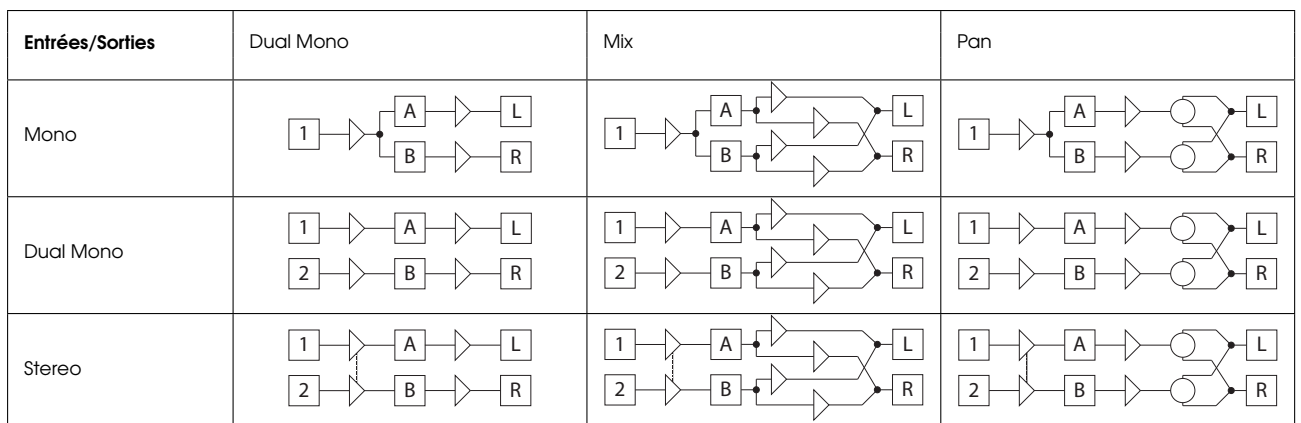 Entrées/Sorties Dual Mono Mix Pan
Mono
1 A L B R
1 A L B R
1 A L B R
Dual Mono
1 A L
2 B R
1 A L
2 B R
1 A L
2 B R
Stereo
1 A L
2 B R
1 A L
2 B R
1 A L
2 B R